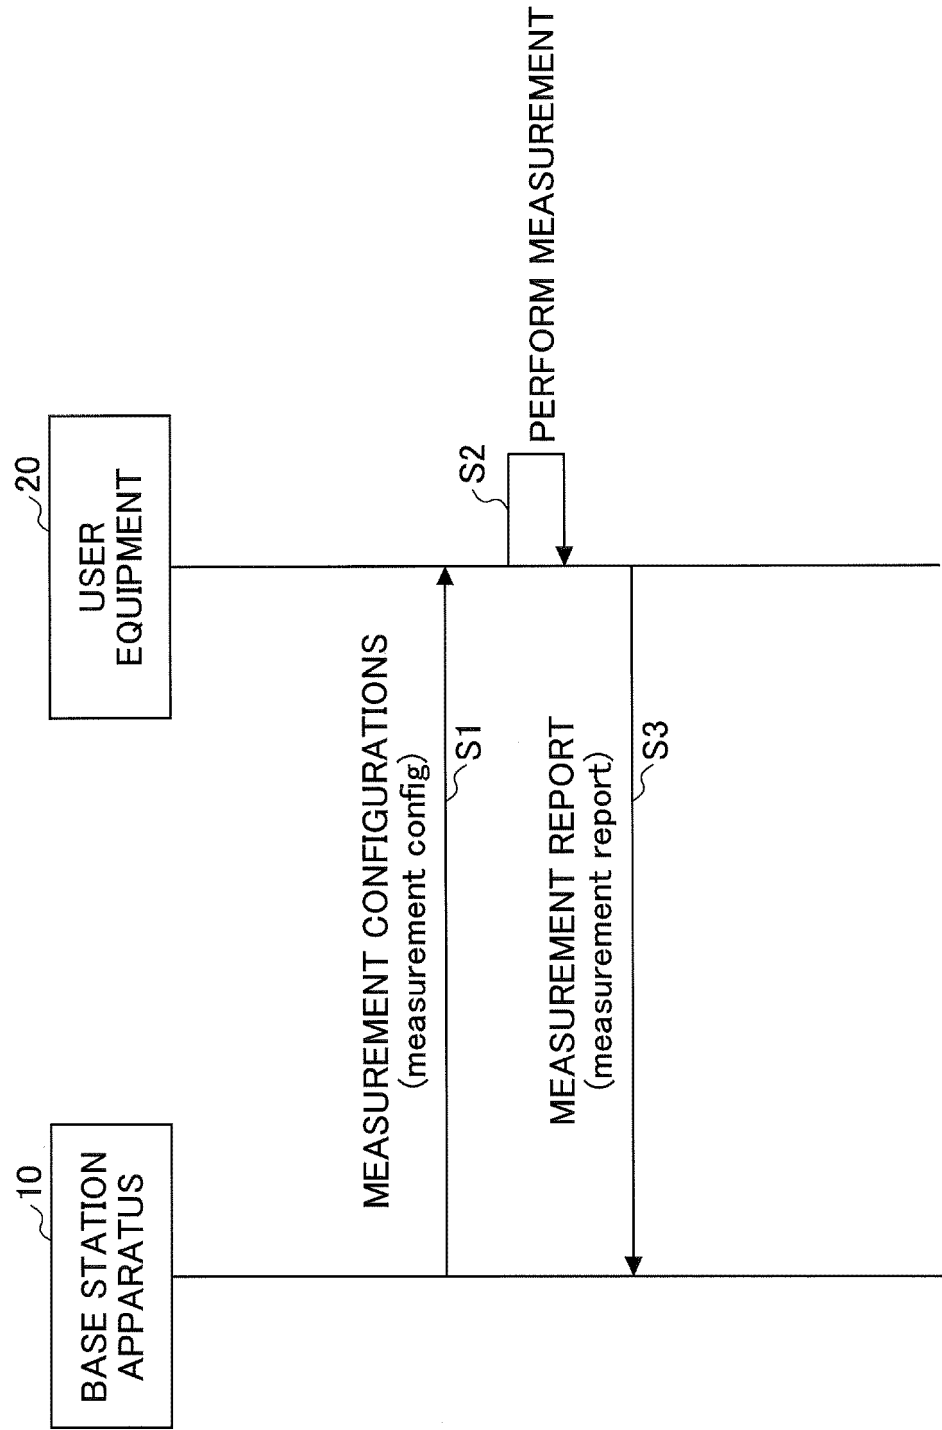 10
BASE STATION
APPARATUS
20
USER
EQUIPMENT
MEASUREMENT CONFIGURATIONS
(measurement config)
S1
S2
PERFORM MEASUREMENT
MEASUREMENT REPORT
(measurement report)
S3